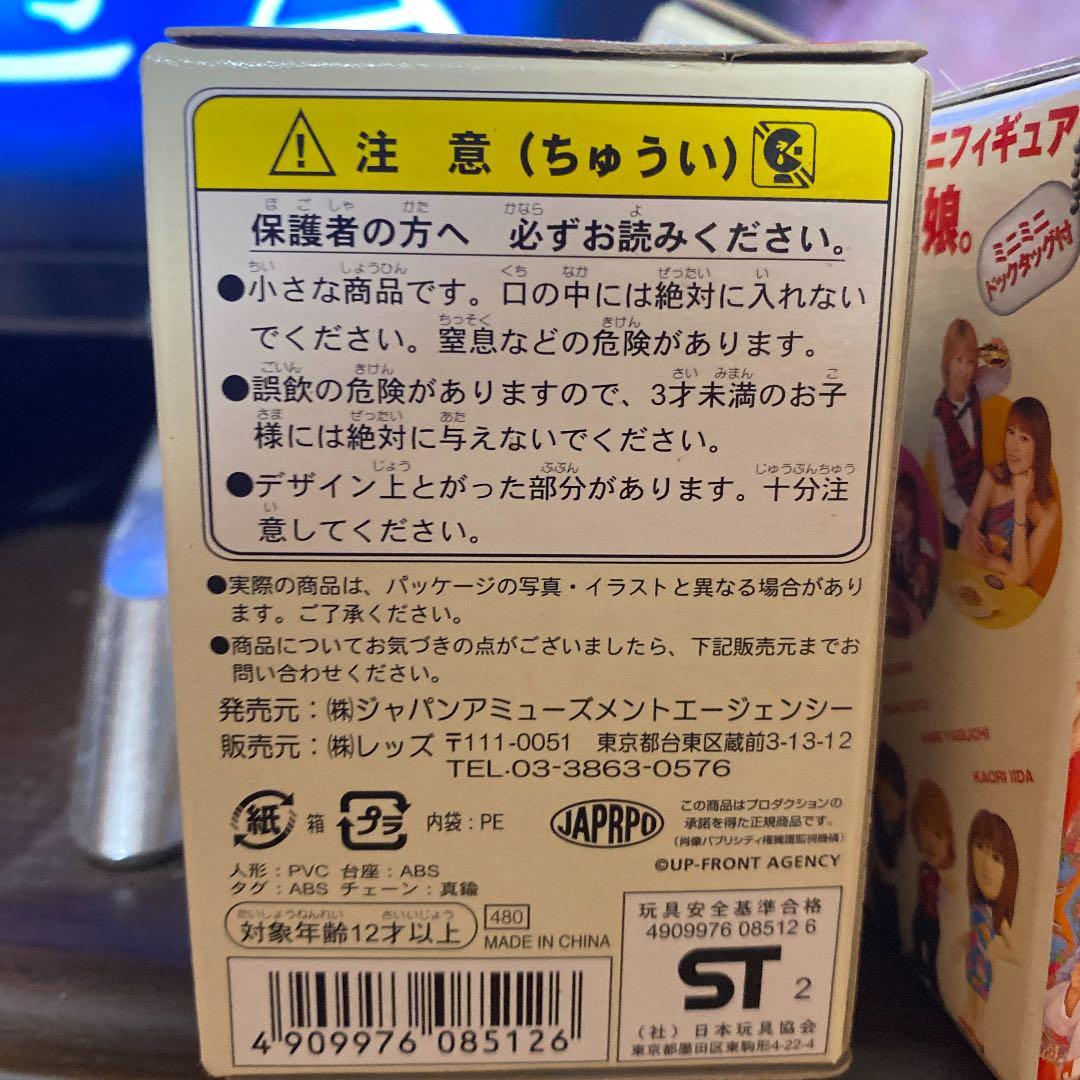 注 意 (ちゅうい)
保護者の方へ 必ずお読みください。
ほごしゃ かた かなら よ
●小さな商品です。口の中には絶対に入れない
ちい しょうひん くち なか ぜったい い
でください。窒息などの危険があります。
ちっそく きけん
●誤飲の危険がありますので、3才未満のお子
ごいん きけん さい みまん こ
様には絶対に与えないでください。
さま ぜったい あた
●デザイン上とがった部分があります。十分注
じょう ぶぶん じゅうぶんちゅう
意してください。
い
●実際の商品は、パッケージの写真・イラストと異なる場合があり
ます。ご了承ください。
●商品についてお気づきの点がございましたら、下記販売元までお
問い合わせください。
発売元：㈱ジャパンアミューズメントエージェンシー
販売元：㈱レッズ 〒111-0051 東京都台東区蔵前3-13-12
TEL.03-3863-0576
紙 箱 プラ 内袋：PE
人形：PVC 台座：ABS
タグ：ABS チェーン：真鍮
たいしょうねんれい さいいじょう
対象年齢12才以上
480
MADE IN CHINA
4 909976 085126
JAPRPO
この商品はプロダクションの
承諾を得た正規商品です。
(肖像パブリシティ権擁護監視機構)
©UP-FRONT AGENCY
玩具安全基準合格
4909976 08512 6
ST 2
(社) 日本玩具協会
東京都墨田区東駒形4-22-4
ニフィギュア
娘。
ミニミニ
ドックタッグ付
YABUCHI
KAORI IIDA